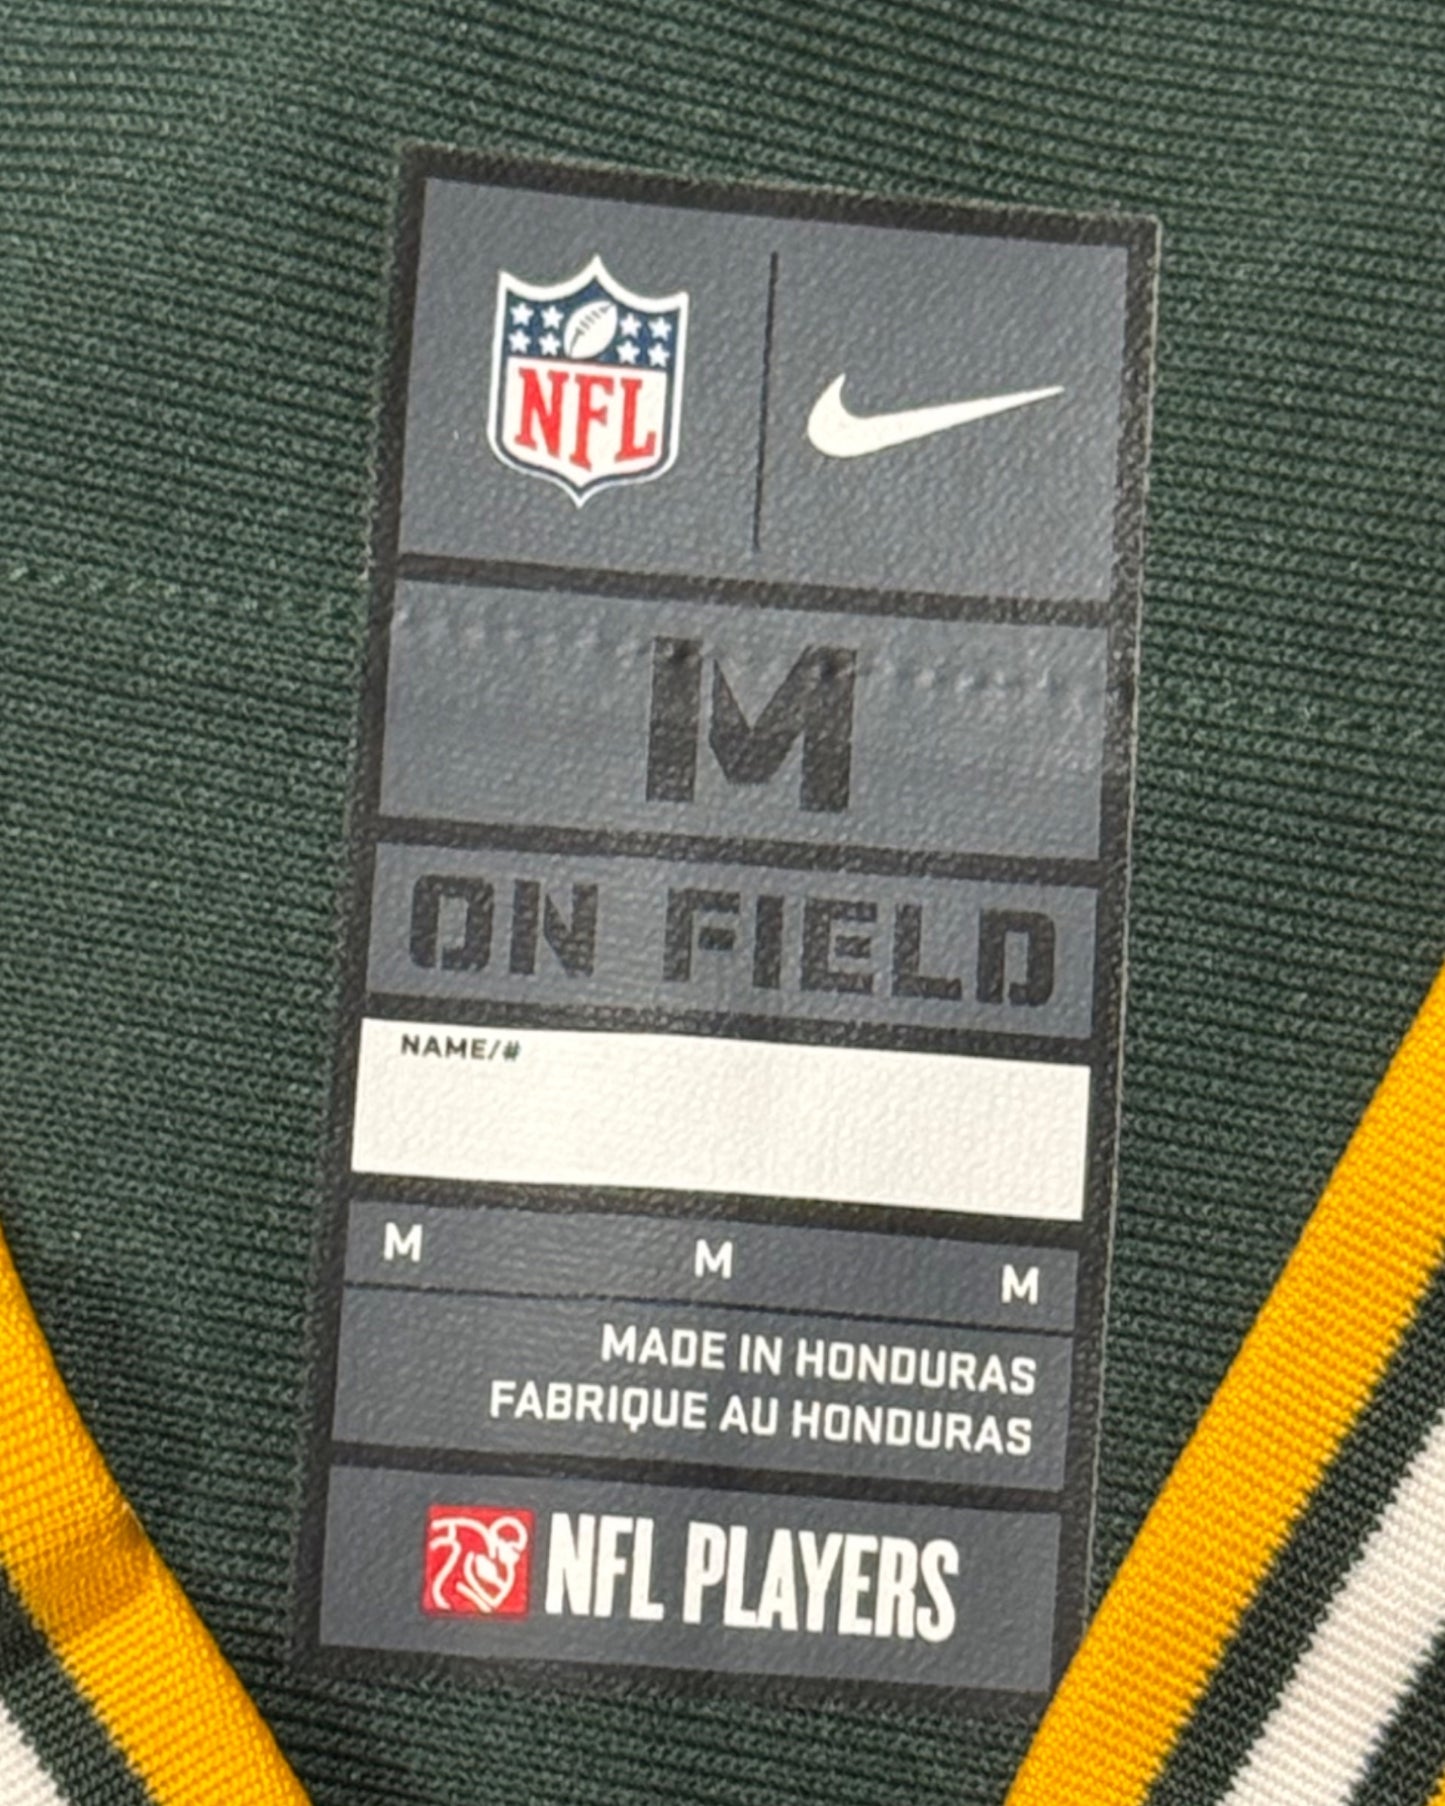 NFL
M
ON FIELD
NAME/#
M M M
MADE IN HONDURAS
FABRIQUE AU HONDURAS
NFL PLAYERS